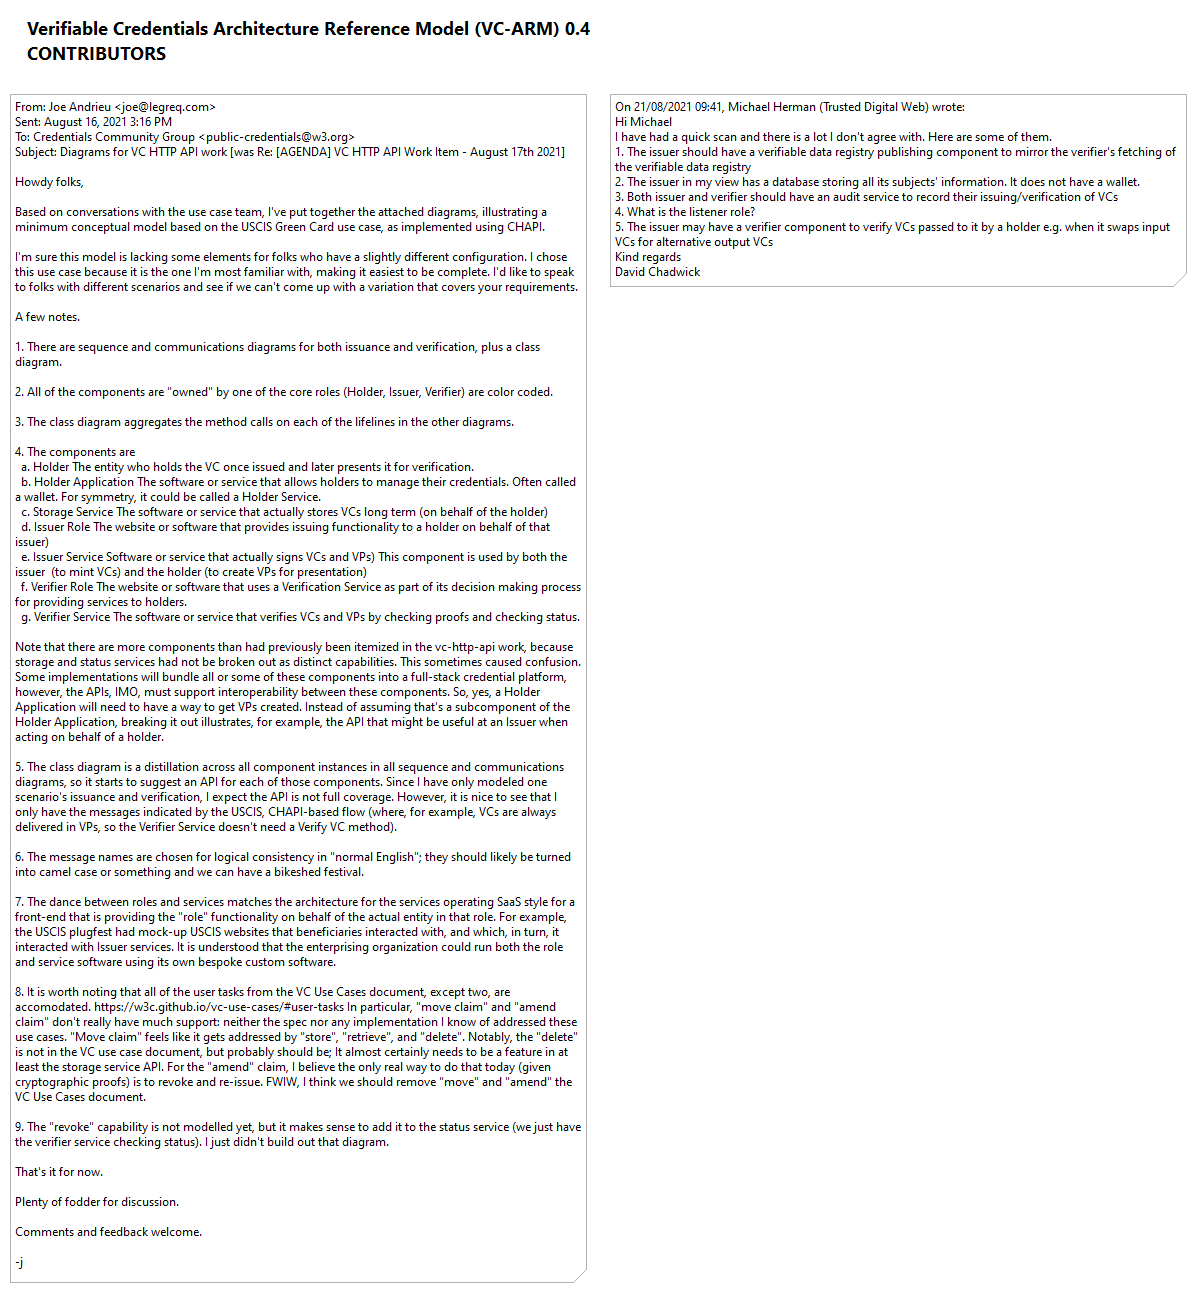 Verifiable Credentials Architecture Reference Model (VC-ARM) 0.4
CONTRIBUTORS
From: Joe Andrieu <joe@legreq.com>
Sent: August 16, 2021 3:16 PM
To: Credentials Community Group <public-credentials@w3.org>
Subject: Diagrams for VC HTTP API work [was Re: [AGENDA] VC HTTP API Work Item - August 17th 2021]
Howdy folks,
Based on conversations with the use case team, I've put together the attached diagrams, illustrating a
minimum conceptual model based on the USCIS Green Card use case, as implemented using CHAPI.
I'm sure this model is lacking some elements for folks who have a slightly different configuration. I chose
this use case because it is the one I'm most familiar with, making it easiest to be complete. I'd like to speak
to folks with different scenarios and see if we can't come up with a variation that covers your requirements.
A few notes.
1. There are sequence and communications diagrams for both issuance and verification, plus a class
diagram.
2. All of the components are "owned" by one of the core roles (Holder, Issuer, Verifier) are color coded.
3. The class diagram aggregates the method calls on each of the lifelines in the other diagrams.
4. The components are
a. Holder The entity who holds the VC once issued and later presents it for verification.
b. Holder Application The software or service that allows holders to manage their credentials. Often called
a wallet. For symmetry, it could be called a Holder Service.
c. Storage Service The software or service that actually stores VCs long term (on behalf of the holder)
d. Issuer Role The website or software that provides issuing functionality to a holder on behalf of that
issuer)
e. Issuer Service Software or service that actually signs VCs and VPs) This component is used by both the
issuer  (to mint VCs) and the holder (to create VPs for presentation)
f. Verifier Role The website or software that uses a Verification Service as part of its decision making process
for providing services to holders.
g. Verifier Service The software or service that verifies VCs and VPs by checking proofs and checking status.
Note that there are more components than had previously been itemized in the vc-http-api work, because
storage and status services had not be broken out as distinct capabilities. This sometimes caused confusion.
Some implementations will bundle all or some of these components into a full-stack credential platform,
however, the APIs, IMO, must support interoperability between these components. So, yes, a Holder
Application will need to have a way to get VPs created. Instead of assuming that's a subcomponent of the
Holder Application, breaking it out illustrates, for example, the API that might be useful at an Issuer when
acting on behalf of a holder.
5. The class diagram is a distillation across all component instances in all sequence and communications
diagrams, so it starts to suggest an API for each of those components. Since I have only modeled one
scenario's issuance and verification, I expect the API is not full coverage. However, it is nice to see that I
only have the messages indicated by the USCIS, CHAPI-based flow (where, for example, VCs are always
delivered in VPs, so the Verifier Service doesn't need a Verify VC method).
6. The message names are chosen for logical consistency in "normal English"; they should likely be turned
into camel case or something and we can have a bikeshed festival.
7. The dance between roles and services matches the architecture for the services operating SaaS style for a
front-end that is providing the "role" functionality on behalf of the actual entity in that role. For example,
the USCIS plugfest had mock-up USCIS websites that beneficiaries interacted with, and which, in turn, it
interacted with Issuer services. It is understood that the enterprising organization could run both the role
and service software using its own bespoke custom software.
8. It is worth noting that all of the user tasks from the VC Use Cases document, except two, are
accomodated. https://w3c.github.io/vc-use-cases/#user-tasks In particular, "move claim" and "amend
claim" don't really have much support: neither the spec nor any implementation I know of addressed these
use cases. "Move claim" feels like it gets addressed by "store", "retrieve", and "delete". Notably, the "delete"
is not in the VC use case document, but probably should be; It almost certainly needs to be a feature in at
least the storage service API. For the "amend" claim, I believe the only real way to do that today (given
cryptographic proofs) is to revoke and re-issue. FWIW, I think we should remove "move" and "amend" the
VC Use Cases document.
9. The "revoke" capability is not modelled yet, but it makes sense to add it to the status service (we just have
the verifier service checking status). I just didn't build out that diagram.
That's it for now.
Plenty of fodder for discussion.
Comments and feedback welcome.
-j
On 21/08/2021 09:41, Michael Herman (Trusted Digital Web) wrote:
Hi Michael
I have had a quick scan and there is a lot I don't agree with. Here are some of them.
1. The issuer should have a verifiable data registry publishing component to mirror the verifier's fetching of
the verifiable data registry
2. The issuer in my view has a database storing all its subjects' information. It does not have a wallet.
3. Both issuer and verifier should have an audit service to record their issuing/verification of VCs
4. What is the listener role?
5. The issuer may have a verifier component to verify VCs passed to it by a holder e.g. when it swaps input
VCs for alternative output VCs
Kind regards
David Chadwick